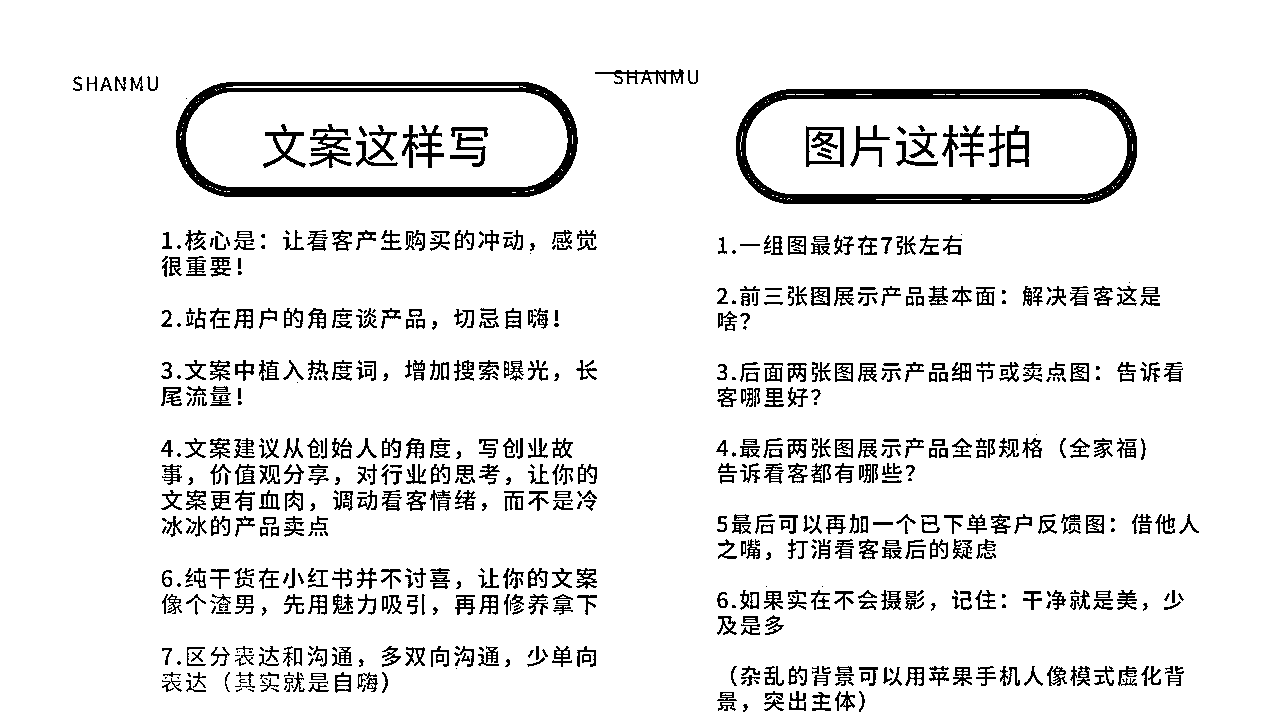 SHANMU
文案这样写
1.核心是：让看客产生购买的冲动，感觉
很重要！
2.站在用户的角度谈产品，切忌自嗨！
3.文案中植入热度词，增加搜索曝光，长
尾流量！
4.文案建议从创始人的角度，写创业故
事，价值观分享，对行业的思考，让你的
文案更有血肉，调动看客情绪，而不是冷
冰冰的产品卖点
6.纯干货在小红书并不讨喜，让你的文案
像个渣男，先用魅力吸引，再用修养拿下
7.区分表达和沟通，多双向沟通，少单向
表达（其实就是自嗨）
SHANMU
图片这样拍
1.一组图最好在7张左右
2.前三张图展示产品基本面：解决看客这是
啥？
3.后面两张图展示产品细节或卖点图：告诉看
客哪里好？
4.最后两张图展示产品全部规格（全家福）
告诉看客都有哪些？
5最后可以再加一个已下单客户反馈图：借他人
之嘴，打消看客最后的疑虑
6.如果实在不会摄影，记住：干净就是美，少
及是多
（杂乱的背景可以用苹果手机人像模式虚化背
景，突出主体）